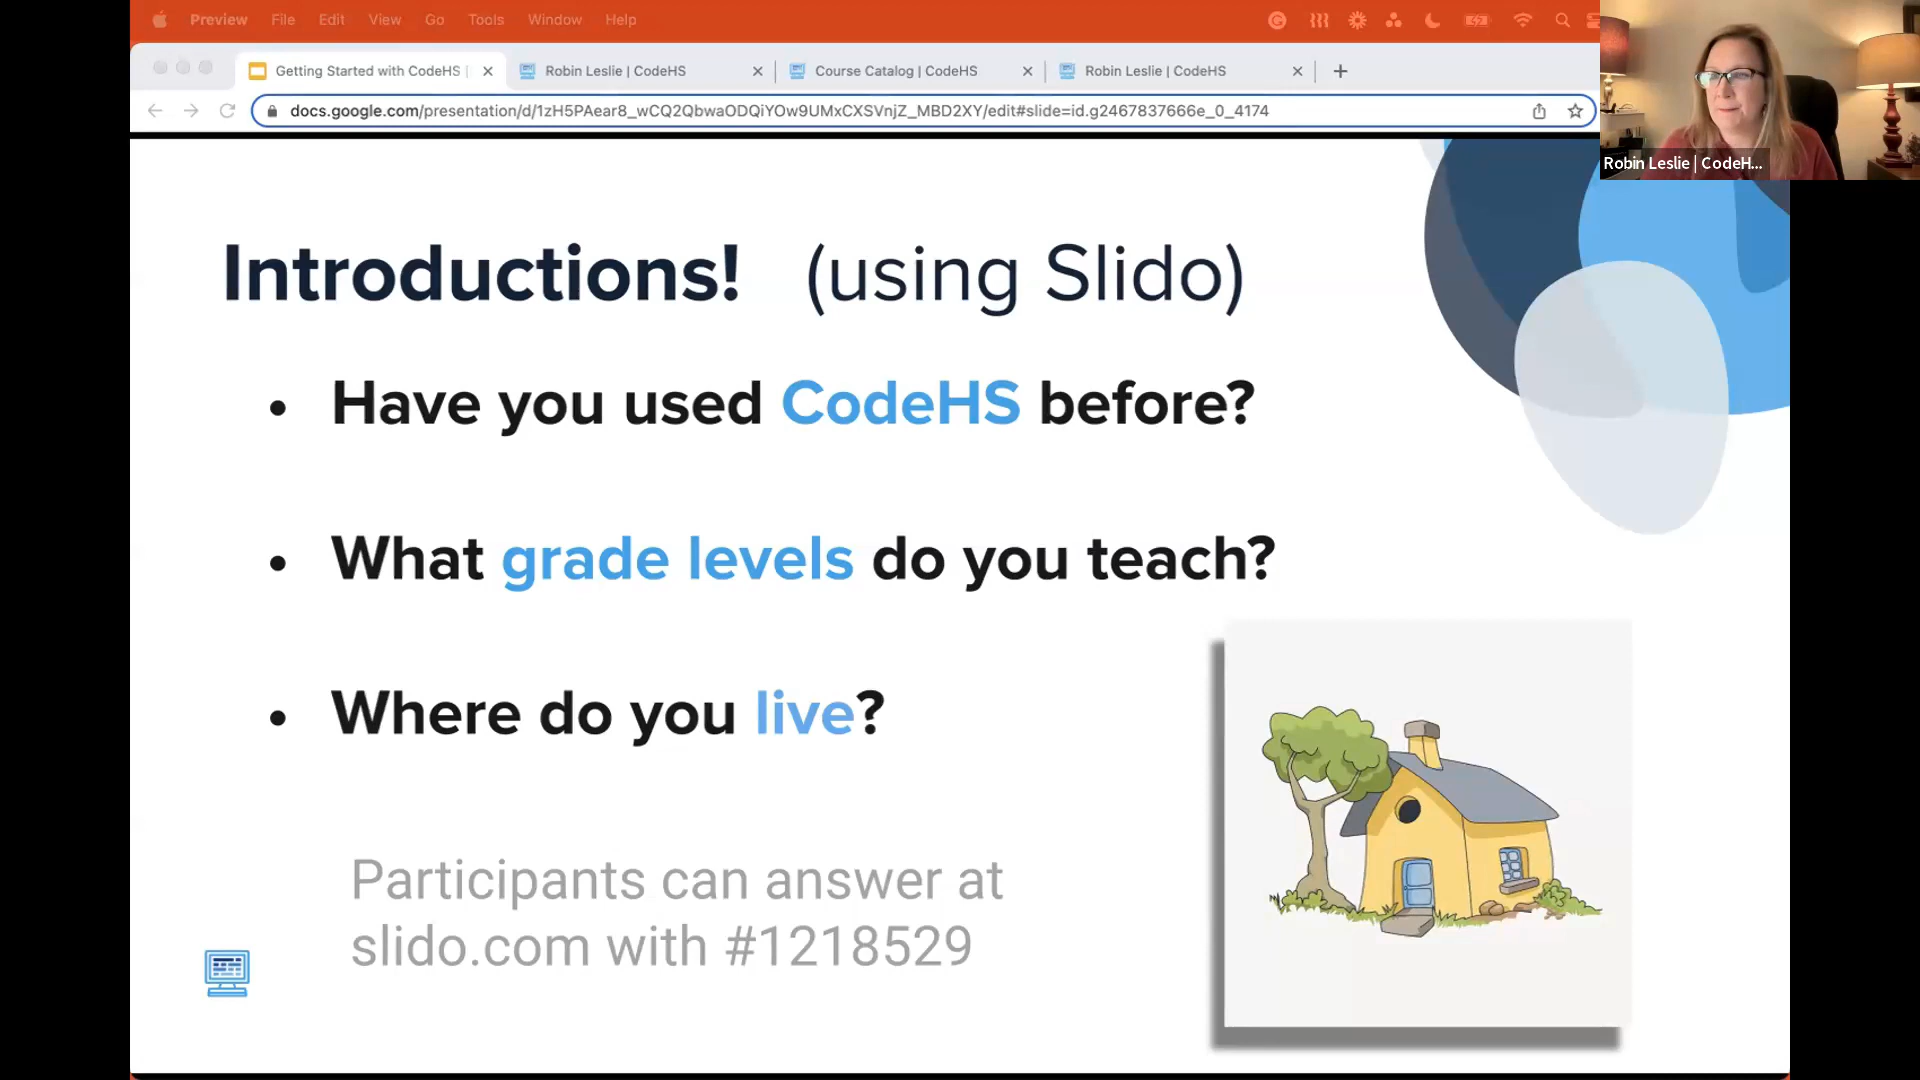 Preview File Edit View Go Tools Window Help
Getting Started with CodeHS | Robin Leslie | CodeHS Course Catalog | CodeHS Robin Leslie | CodeHS
docs.google.com/presentation/d/1zH5PAear8_wCQ2QbwaODQiYOw9UMxCXSVnjZ_MBD2XY/edit#slide=id.g2467837666e_0_4174
Robin Leslie | CodeH...
Introductions! (using Slido)
• Have you used CodeHS before?
• What grade levels do you teach?
• Where do you live?
Participants can answer at
slido.com with #1218529